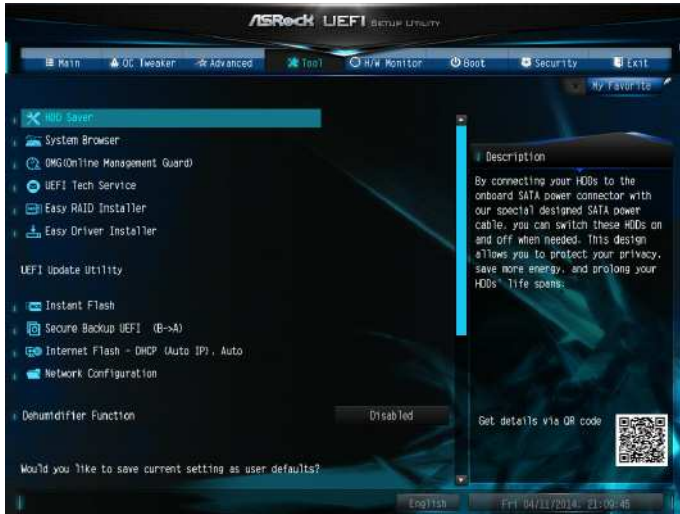 ASRock UEFI SETUP UTILITY
Main OC Tweaker Advanced Tool H/W Monitor Boot Security Exit
My Favorite
HDD Saver
System Browser
OMG(Online Management Guard)
UEFI Tech Service
Easy RAID Installer
Easy Driver Installer
UEFI Update Utility
Instant Flash
Secure Backup UEFI (B->A)
Internet Flash - DHCP (Auto IP), Auto
Network Configuration
Dehumidifier Function Disabled
Would you like to save current setting as user defaults?
Description
By connecting your HDDs to the
onboard SATA power connector with
our special designed SATA power
cable, you can switch these HDDs on
and off when needed. This design
allows you to protect your privacy,
save more energy, and prolong your
HDDs' life spans.
Get details via QR code
English
Fri 04/11/2014, 21:09:45